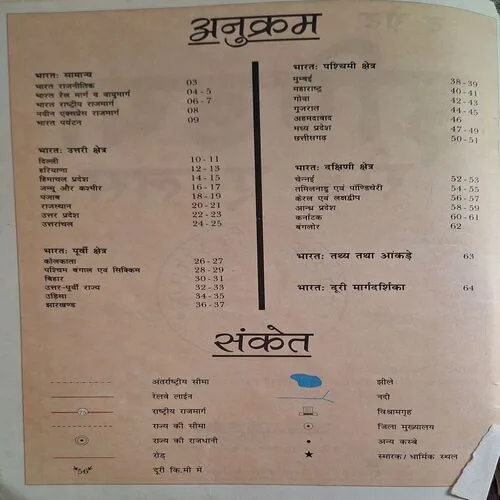 अनुक्रम
भारत: सामान्य
भारत राजनीतिक 03
भारत रेल मार्ग व वायुमार्ग 04 - 5
भारत राष्ट्रीय राजमार्ग 06 - 7
नवीन एक्सप्रेस राजमार्ग 08
भारत पर्यटन 09
भारत: उत्तरी क्षेत्र
दिल्ली 10 - 11
हरियाणा 12 - 13
हिमाचल प्रदेश 14 - 15
जम्मू और कश्मीर 16 - 17
पंजाब 18 - 19
राजस्थान 20 - 21
उत्तर प्रदेश 22 - 23
उत्तरांचल 24 - 25
भारत: पूर्वी क्षेत्र
कोलकाता 26 - 27
पश्चिम बंगाल एवं सिक्किम 28 - 29
बिहार 30 - 31
उत्तर-पूर्वी राज्य 32 - 33
उड़िसा 34 - 35
झारखण्ड 36 - 37
भारत: पश्चिमी क्षेत्र
मुम्बई 38 - 39
महाराष्ट्र 40 - 41
गोवा 42 - 43
गुजरात 44 - 45
अहमदाबाद 46
मध्य प्रदेश 47 - 49
छत्तीसगढ़ 50 - 51
भारत: दक्षिणी क्षेत्र
चेन्नई 52 - 53
तमिलनाडु एवं पॉण्डिचेरी 54 - 55
केरल एवं लक्षद्वीप 56 - 57
आन्ध्र प्रदेश 58 - 59
कर्नाटक 60 - 61
बंगलोर 62
भारत: तथ्य तथा आंकड़े 63
भारत: दूरी मार्गदर्शिका 64
संकेत
अंतर्राष्ट्रीय सीमा
रेलवे लाईन
राष्ट्रीय राजमार्ग
राज्य की सीमा
राज्य की राजधानी
रोड़
56 दूरी कि.मी में
झीले
नदी
विश्रामगृह
जिला मुख्यालय
अन्य कस्बे
स्मारक/धार्मिक स्थल